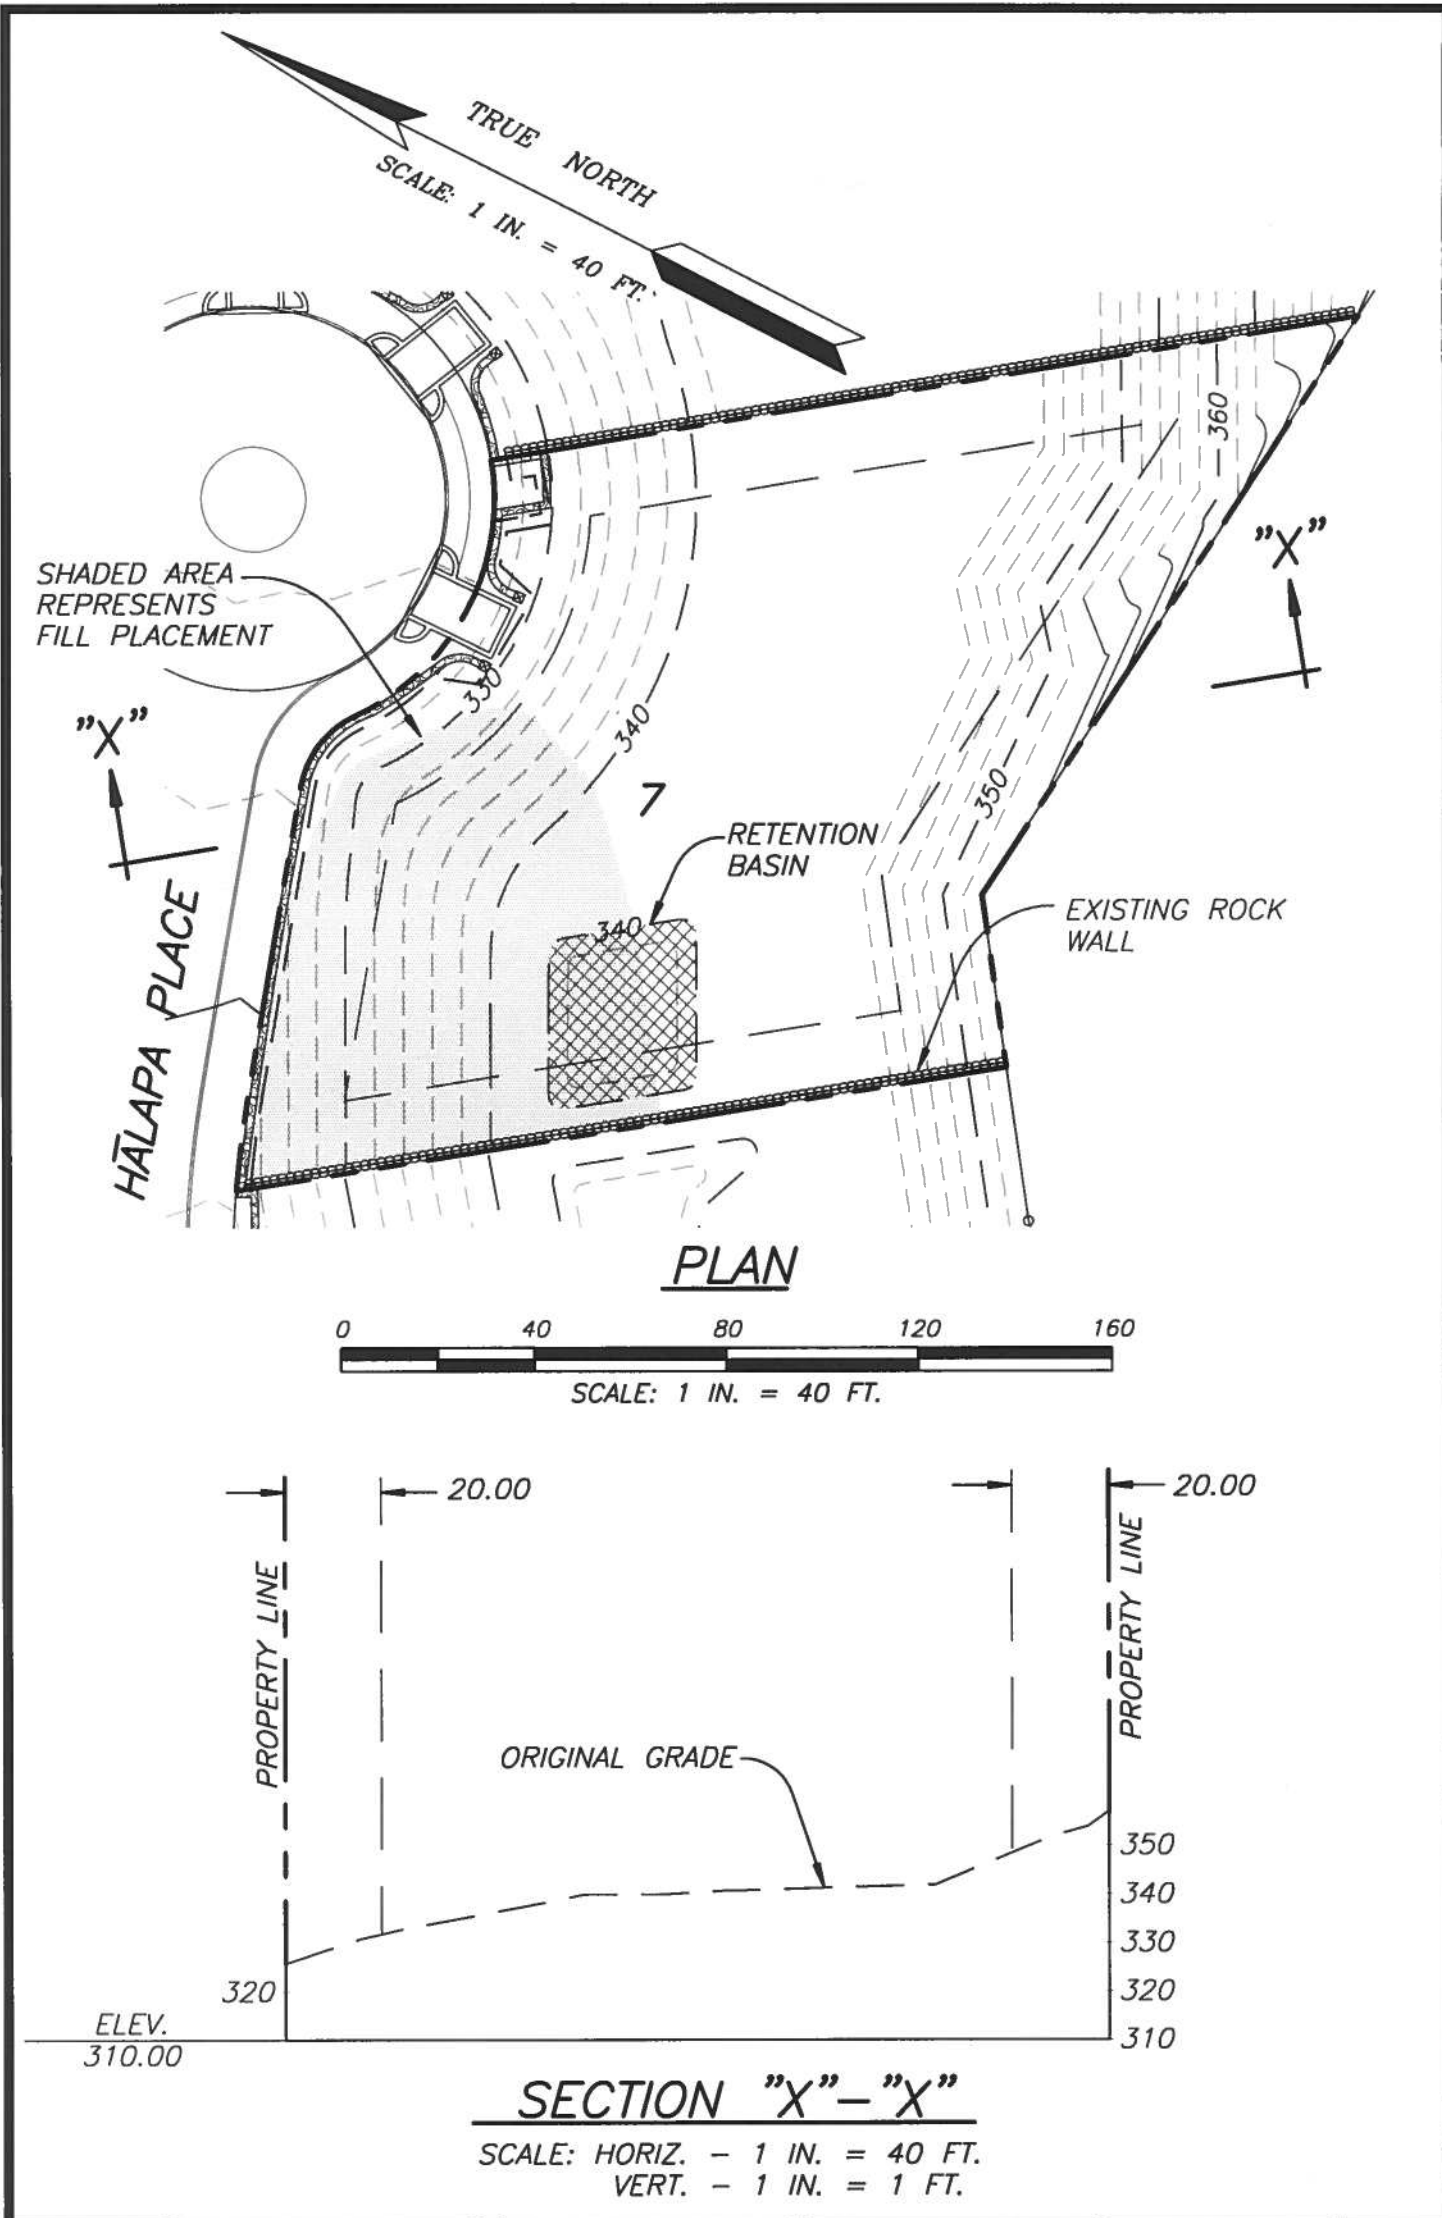 TRUE NORTH
SCALE: 1 IN. = 40 FT.
360
"X"
SHADED AREA
REPRESENTS
FILL PLACEMENT
330
340
"X"
350
7
RETENTION
BASIN
EXISTING ROCK
WALL
340
HĀLAPA PLACE
PLAN
0 40 80 120 160
SCALE: 1 IN. = 40 FT.
20.00
20.00
PROPERTY LINE
PROPERTY LINE
ORIGINAL GRADE
350
340
330
320
320
310
ELEV.
310.00
SECTION "X"–"X"
SCALE: HORIZ. – 1 IN. = 40 FT.
VERT. – 1 IN. = 1 FT.